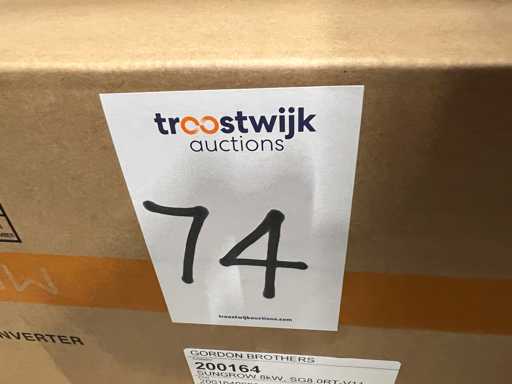 troostwijk
auctions
74
troostwijkauctions.com
NVERTER
GORDON BROTHERS
200164
SUNGROW 8kW, SG8.0RT-V11